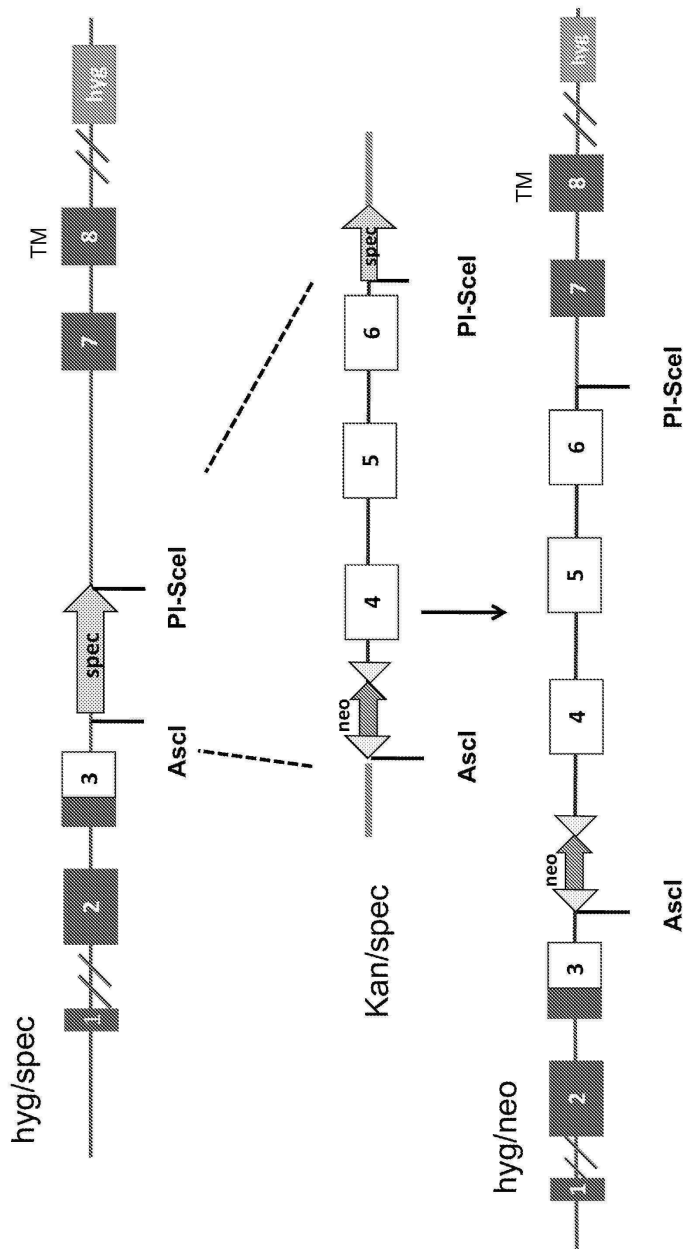 hyg/spec
1
2
3
spec
7
8
hyg
TM
AscI
PI-SceI
Kan/spec
neo
4
5
6
spec
AscI
PI-SceI
hyg/neo
1
2
3
neo
4
5
6
7
8
hyg
TM
AscI
PI-SceI